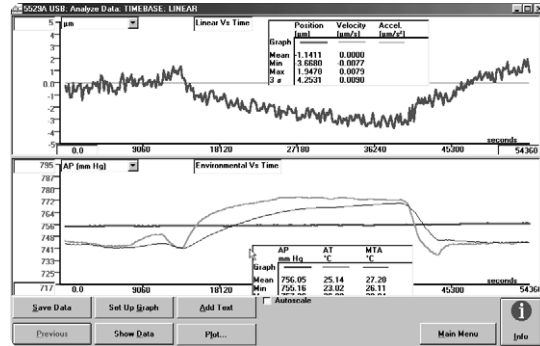 5529A USB: Analyze Data: TIMEBASE: LINEAR
5 µm Linear Vs Time
4
3
2
1
0.0
-1
-2
-3
-4
-5
Position Velocity Accel.
(µm) (µm/s) (µm/s²)
Graph
Mean -1.1411 0.0000
Min -3.6680 -0.0077
Max 1.9470 0.0079
3 σ 4.2531 0.0090
seconds
0.0 9060 18120 27180 36240 45300 54360
795 AP (mm Hg) Environmental Vs Time
787
780
772
764
756
748
741
733
725
717
AP AT MTA
mm Hg °C °C
Graph
Mean 756.05 25.14 27.20
Min 755.16 23.02 26.11
seconds
0.0 9060 18120 45300 5436
Save Data Set Up Graph Add Text Autoscale
Previous Show Data Plot... Main Menu Info